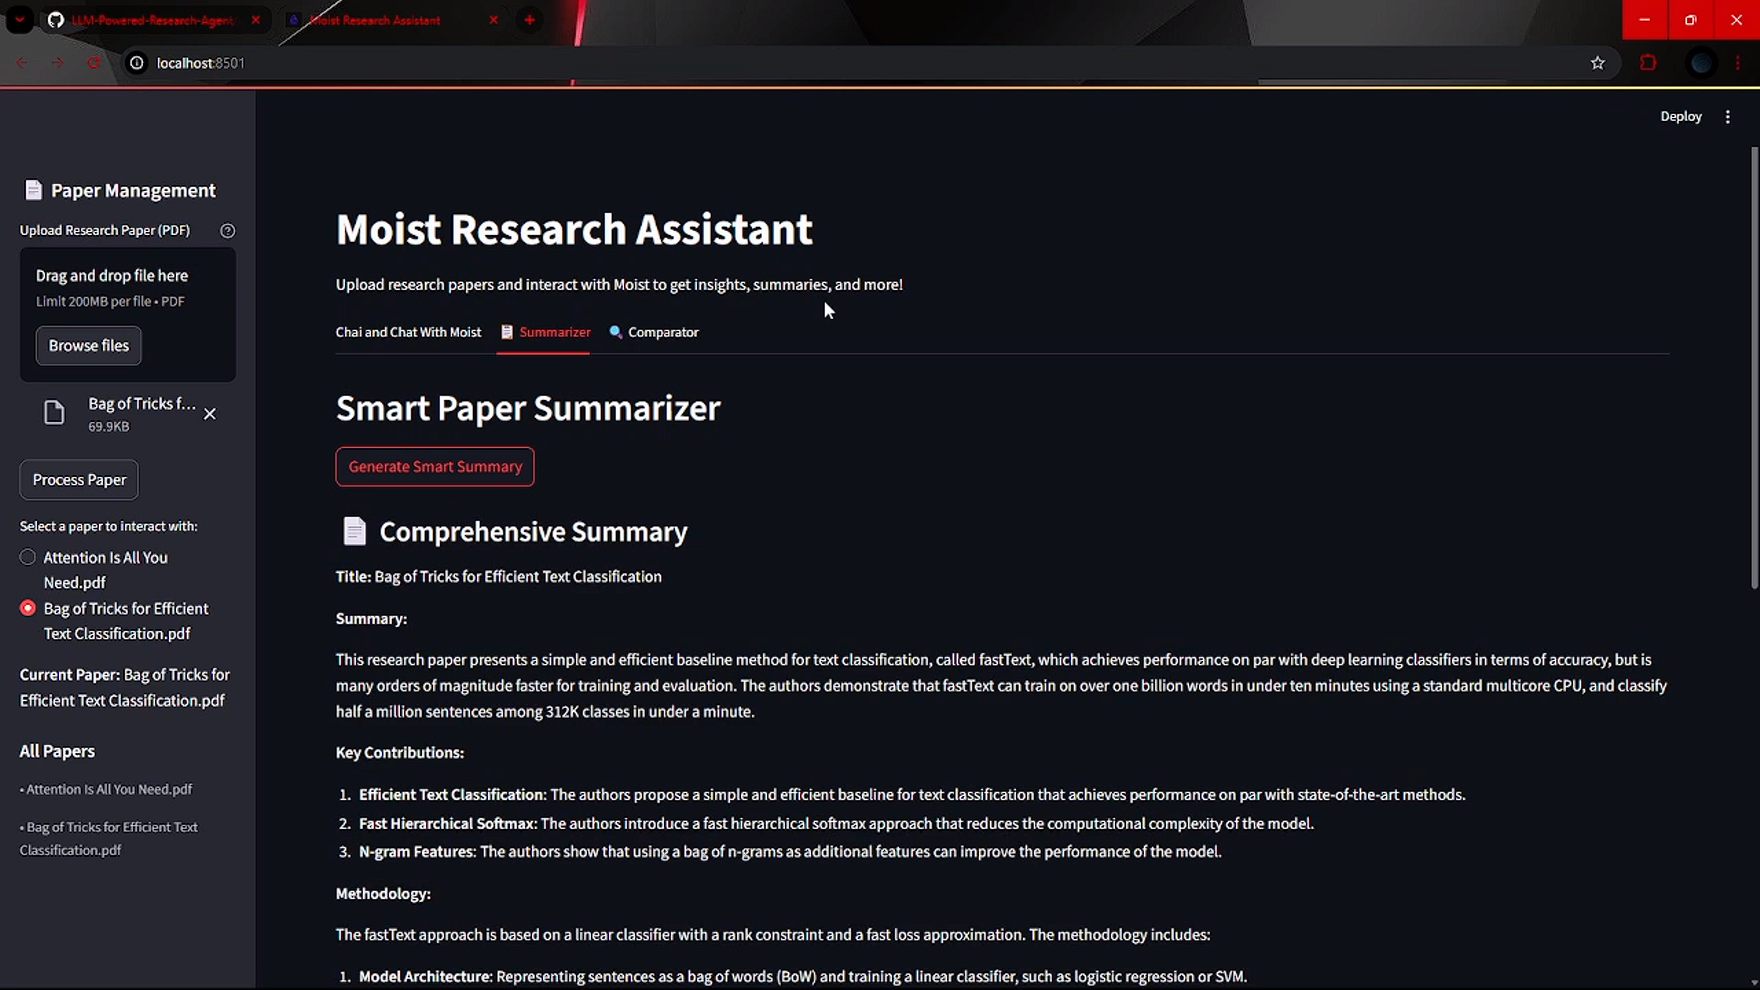 LLM-Powered-Research-Agent/
Moist Research Assistant
localhost:8501
Deploy
Paper Management
Upload Research Paper (PDF)
Drag and drop file here
Limit 200MB per file • PDF
Browse files
Bag of Tricks f...
69.9KB
Process Paper
Select a paper to interact with:
Attention Is All You
Need.pdf
Bag of Tricks for Efficient
Text Classification.pdf
Current Paper: Bag of Tricks for
Efficient Text Classification.pdf
All Papers
• Attention Is All You Need.pdf
• Bag of Tricks for Efficient Text
Classification.pdf
Moist Research Assistant
Upload research papers and interact with Moist to get insights, summaries, and more!
Chai and Chat With Moist
Summarizer
Comparator
Smart Paper Summarizer
Generate Smart Summary
Comprehensive Summary
Title: Bag of Tricks for Efficient Text Classification
Summary:
This research paper presents a simple and efficient baseline method for text classification, called fastText, which achieves performance on par with deep learning classifiers in terms of accuracy, but is
many orders of magnitude faster for training and evaluation. The authors demonstrate that fastText can train on over one billion words in under ten minutes using a standard multicore CPU, and classify
half a million sentences among 312K classes in under a minute.
Key Contributions:
1. Efficient Text Classification: The authors propose a simple and efficient baseline for text classification that achieves performance on par with state-of-the-art methods.
2. Fast Hierarchical Softmax: The authors introduce a fast hierarchical softmax approach that reduces the computational complexity of the model.
3. N-gram Features: The authors show that using a bag of n-grams as additional features can improve the performance of the model.
Methodology:
The fastText approach is based on a linear classifier with a rank constraint and a fast loss approximation. The methodology includes:
1. Model Architecture: Representing sentences as a bag of words (BoW) and training a linear classifier, such as logistic regression or SVM.